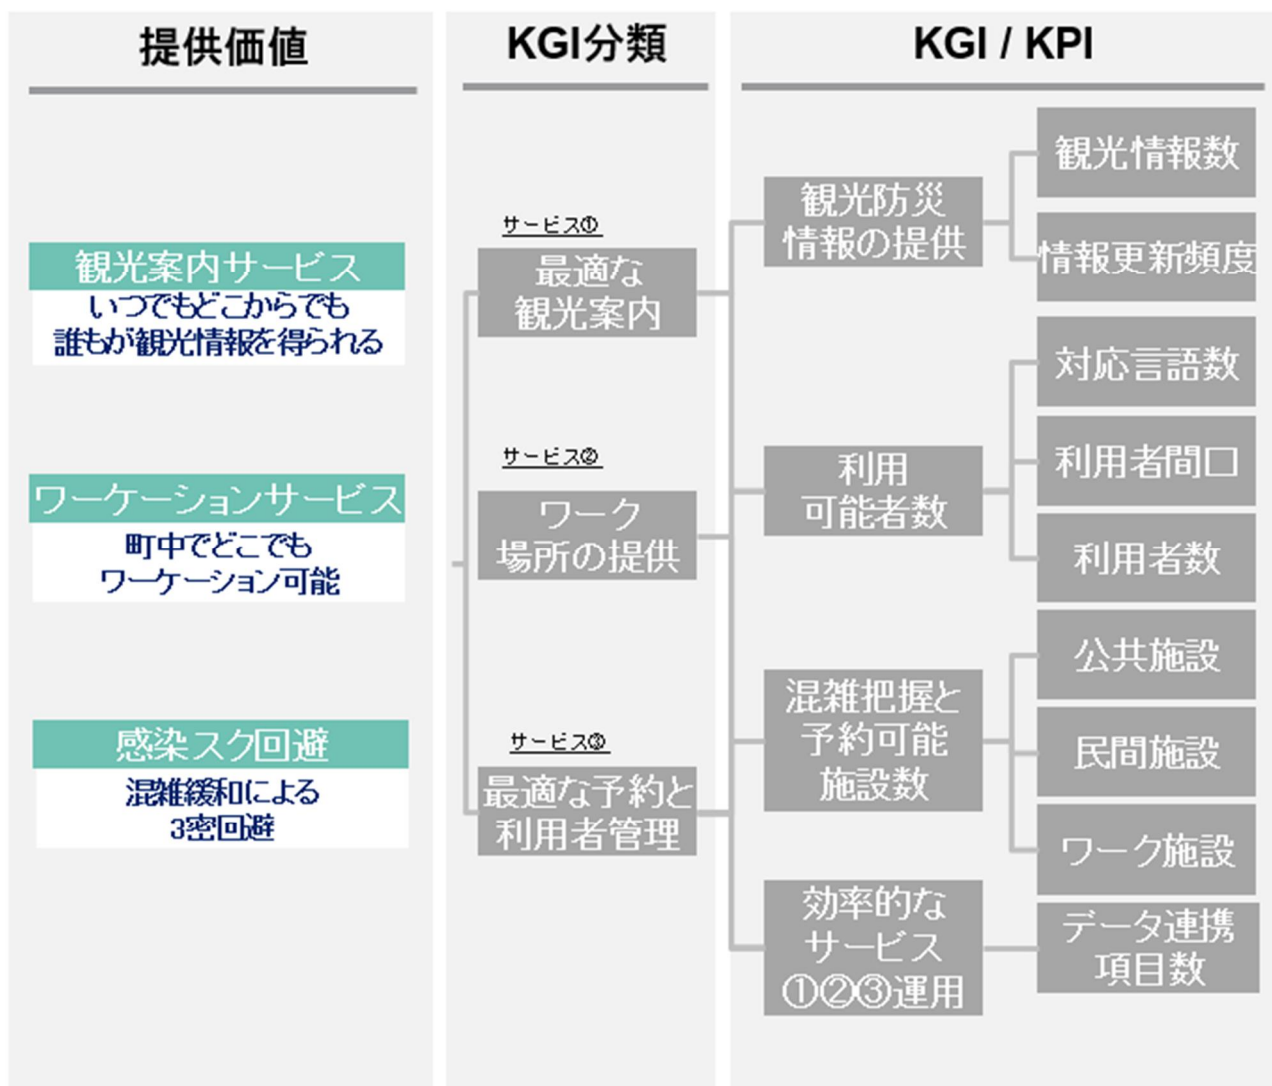 提供価値
観光案内サービス
いつでもどこからでも
誰もが観光情報を得られる
ワーケーションサービス
町中でどこでも
ワーケーション可能
感染スク回避
混雑緩和による
3密回避
KGI分類
サービス①
最適な
観光案内
サービス②
ワーク
場所の提供
サービス③
最適な予約と
利用者管理
KGI / KPI
観光防災
情報の提供
観光情報数
情報更新頻度
利用
可能者数
対応言語数
利用者間口
利用者数
混雑把握と
予約可能
施設数
公共施設
民間施設
ワーク施設
効率的な
サービス
①②③運用
データ連携
項目数